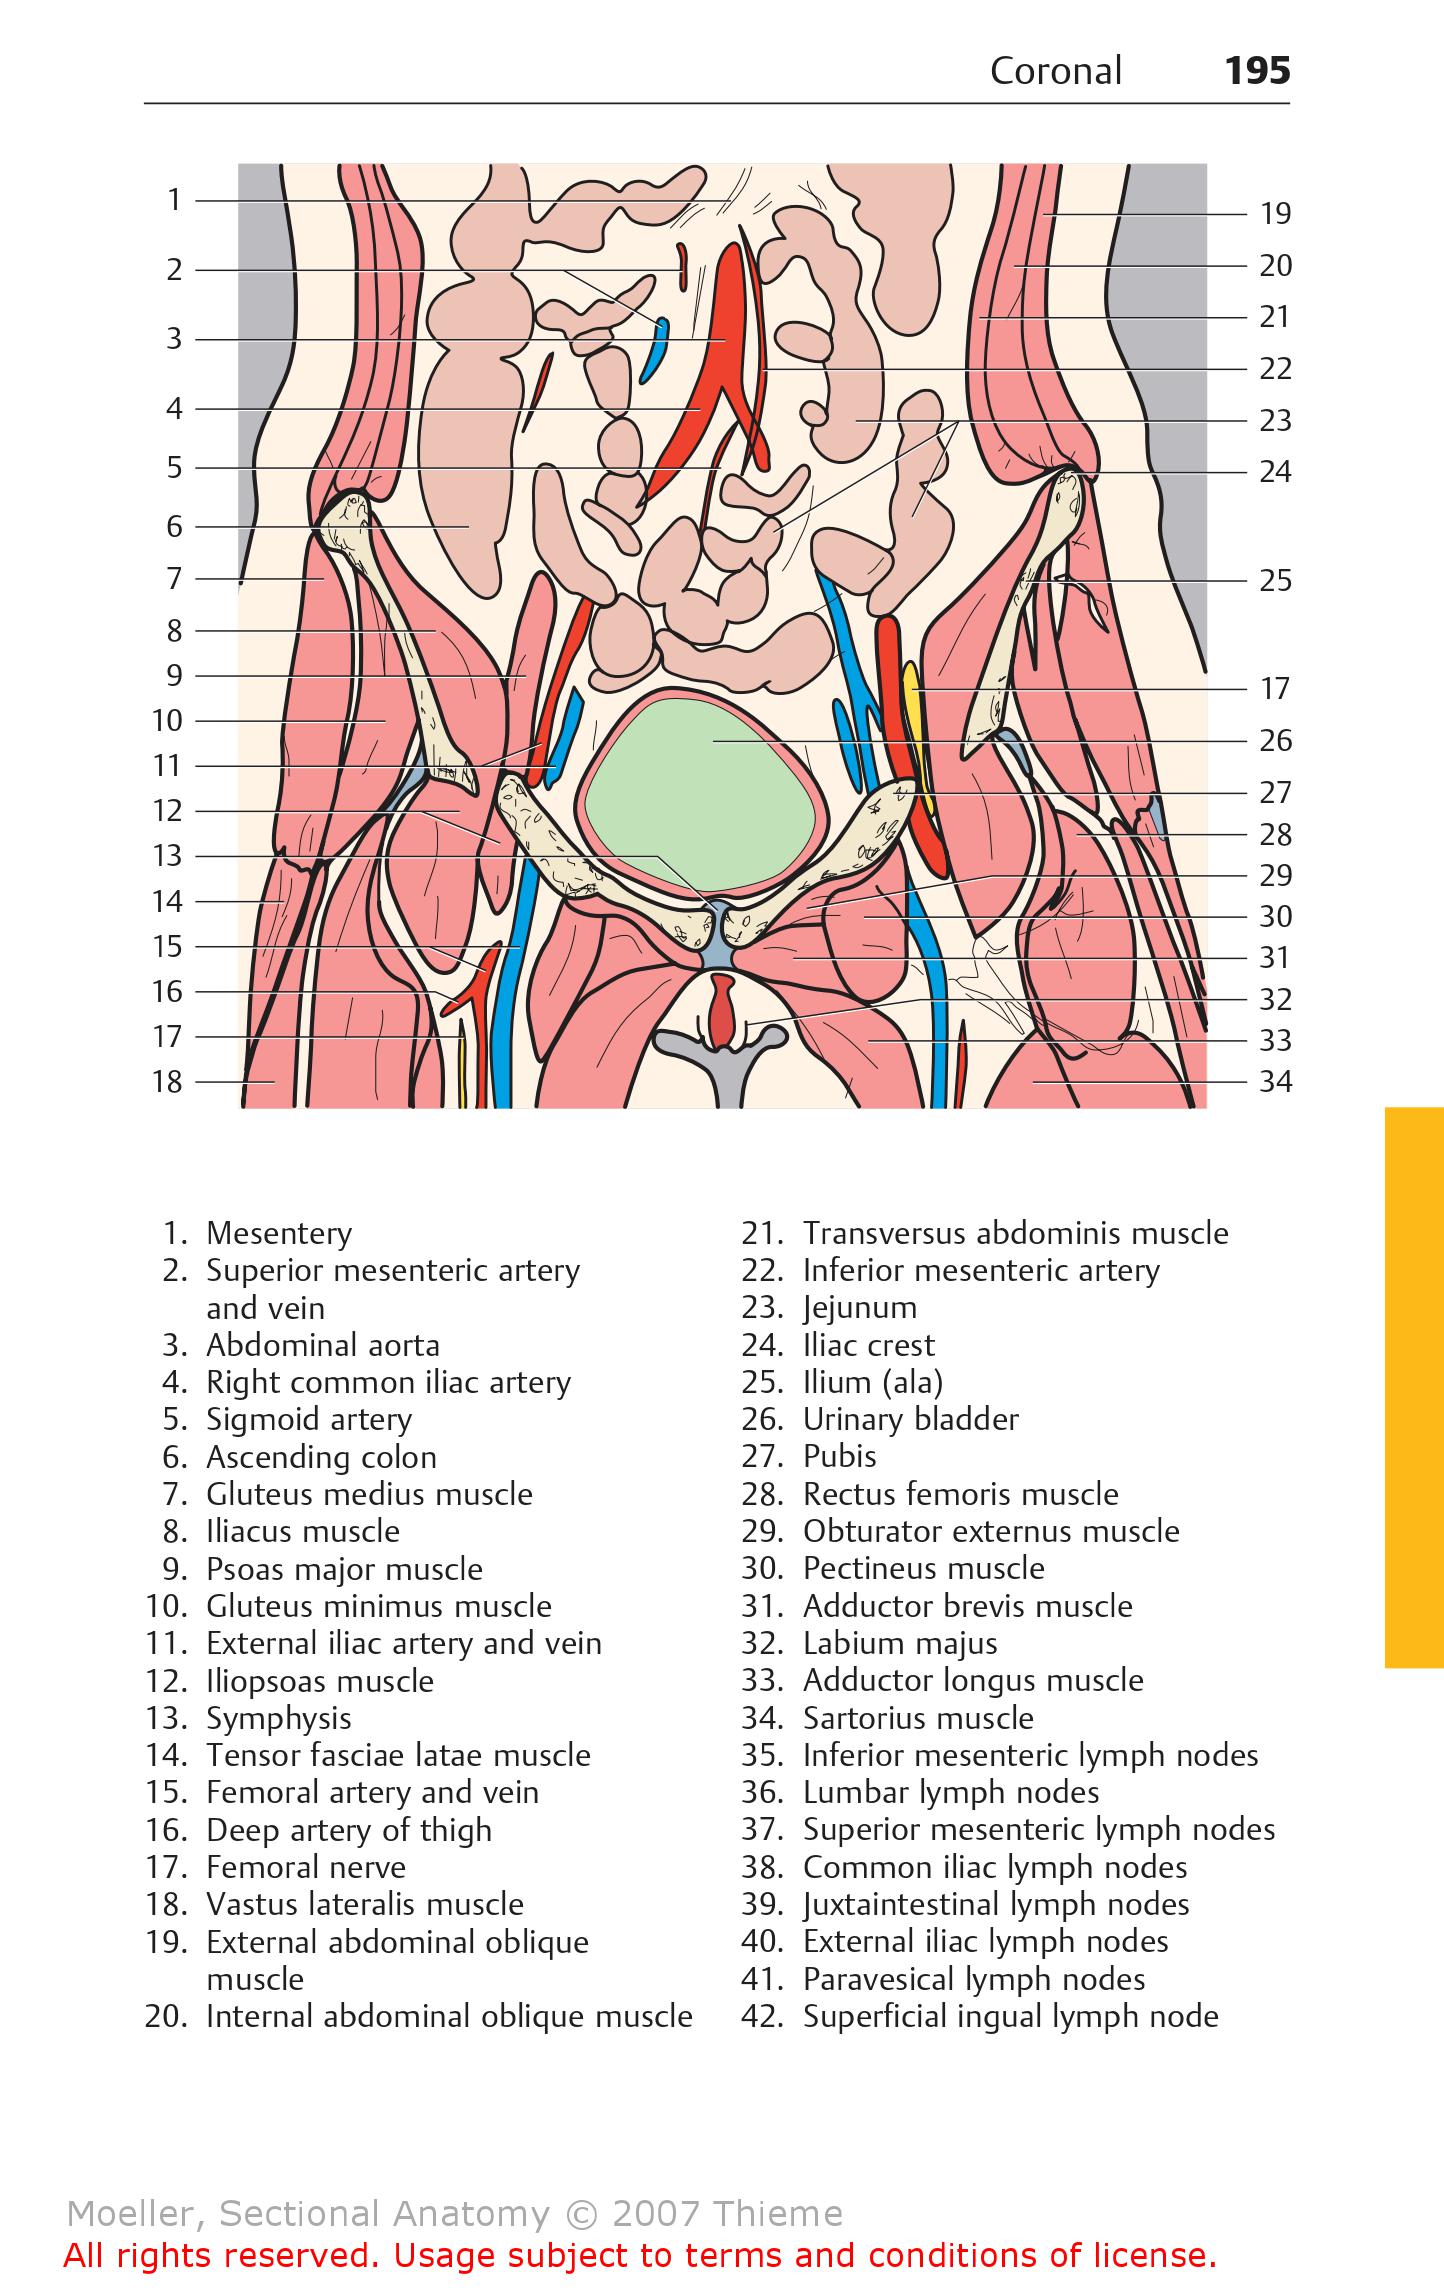 Coronal 195
1
2
3
4
5
6
7
8
9
10
11
12
13
14
15
16
17
18
19
20
21
22
23
24
25
17
26
27
28
29
30
31
32
33
34
1. Mesentery
2. Superior mesenteric artery
and vein
3. Abdominal aorta
4. Right common iliac artery
5. Sigmoid artery
6. Ascending colon
7. Gluteus medius muscle
8. Iliacus muscle
9. Psoas major muscle
10. Gluteus minimus muscle
11. External iliac artery and vein
12. Iliopsoas muscle
13. Symphysis
14. Tensor fasciae latae muscle
15. Femoral artery and vein
16. Deep artery of thigh
17. Femoral nerve
18. Vastus lateralis muscle
19. External abdominal oblique
muscle
20. Internal abdominal oblique muscle
21. Transversus abdominis muscle
22. Inferior mesenteric artery
23. Jejunum
24. Iliac crest
25. Ilium (ala)
26. Urinary bladder
27. Pubis
28. Rectus femoris muscle
29. Obturator externus muscle
30. Pectineus muscle
31. Adductor brevis muscle
32. Labium majus
33. Adductor longus muscle
34. Sartorius muscle
35. Inferior mesenteric lymph nodes
36. Lumbar lymph nodes
37. Superior mesenteric lymph nodes
38. Common iliac lymph nodes
39. Juxtaintestinal lymph nodes
40. External iliac lymph nodes
41. Paravesical lymph nodes
42. Superficial ingual lymph node
Moeller, Sectional Anatomy © 2007 Thieme
All rights reserved. Usage subject to terms and conditions of license.